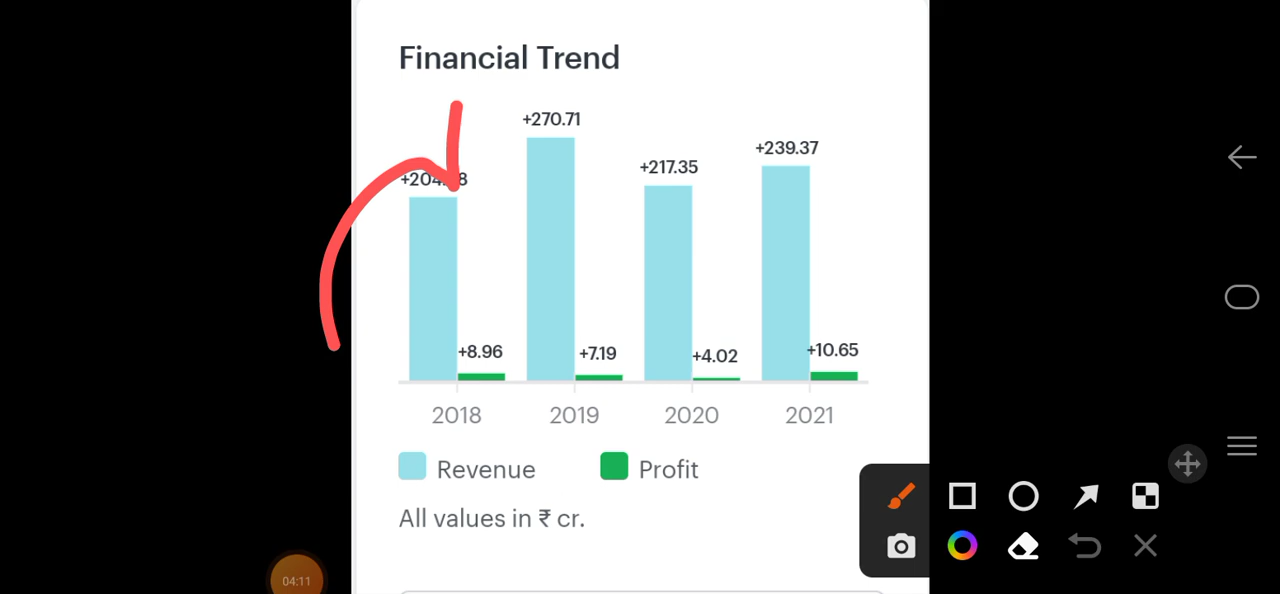 Financial Trend
+270.71
+239.37
+217.35
+8.96
+7.19
+4.02
+10.65
2018 2019 2020 2021
Revenue Profit
All values in ₹ cr.
04:11